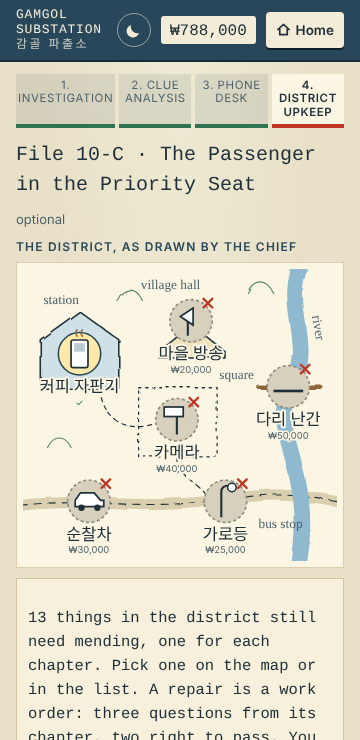 GAMGOL
SUBSTATION
감골 파출소
₩788,000
Home
1.
INVESTIGATION
2. CLUE
ANALYSIS
3. PHONE
DESK
4.
DISTRICT
UPKEEP
File 10-C · The Passenger
in the Priority Seat
optional
THE DISTRICT, AS DRAWN BY THE CHIEF
village hall
station
river
마을 방송
₩20,000
커피 자판기
square
다리 난간
₩50,000
카메라
₩40,000
bus stop
순찰차
₩30,000
가로등
₩25,000
13 things in the district still
need mending, one for each
chapter. Pick one on the map or
in the list. A repair is a work
order: three questions from its
chapter, two right to pass. You